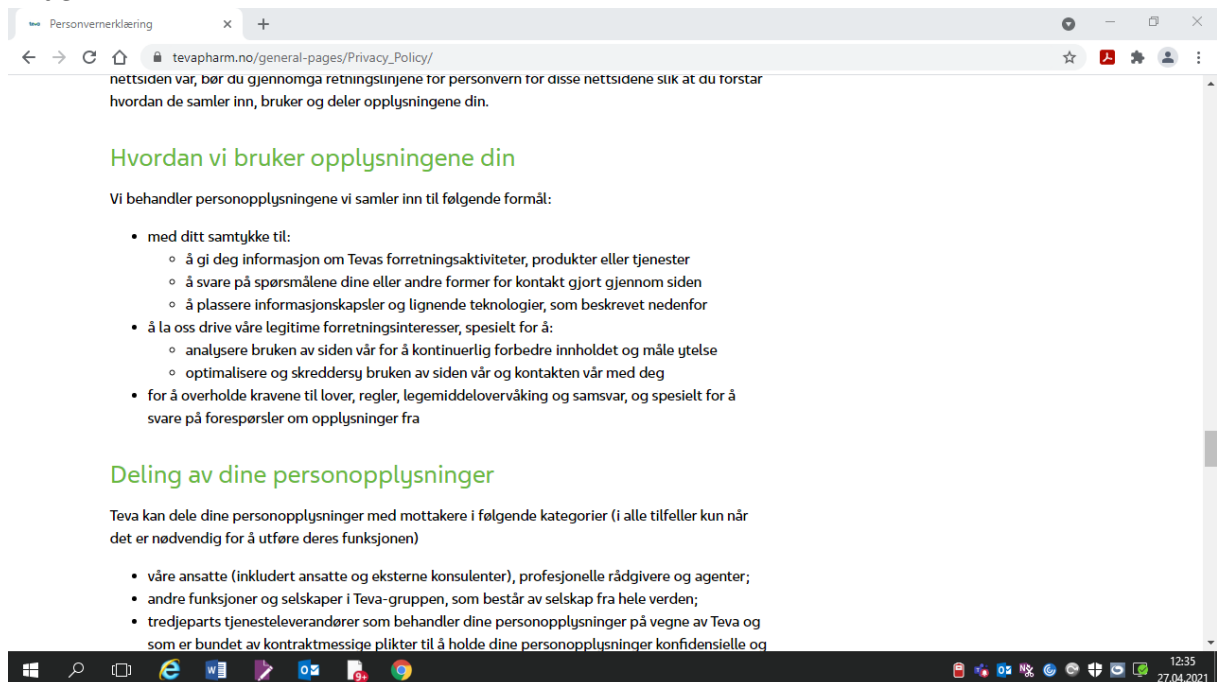 Personvernerklæring
tevapharm.no/general-pages/Privacy_Policy/
nettsiden vår, bør du gjennomgå retningslinjene for personvern for disse nettsidene slik at du forstår
hvordan de samler inn, bruker og deler opplysningene din.
Hvordan vi bruker opplysningene din
Vi behandler personopplysningene vi samler inn til følgende formål:
• med ditt samtykke til:
◦ å gi deg informasjon om Tevas forretningsaktiviteter, produkter eller tjenester
◦ å svare på spørsmålene dine eller andre former for kontakt gjort gjennom siden
◦ å plassere informasjonskapsler og lignende teknologier, som beskrevet nedenfor
• å la oss drive våre legitime forretningsinteresser, spesielt for å:
◦ analysere bruken av siden vår for å kontinuerlig forbedre innholdet og måle ytelse
◦ optimalisere og skreddersy bruken av siden vår og kontakten vår med deg
• for å overholde kravene til lover, regler, legemiddelovervåking og samsvar, og spesielt for å
svare på forespørsler om opplysninger fra
Deling av dine personopplysninger
Teva kan dele dine personopplysninger med mottakere i følgende kategorier (i alle tilfeller kun når
det er nødvendig for å utføre deres funksjonen)
• våre ansatte (inkludert ansatte og eksterne konsulenter), profesjonelle rådgivere og agenter;
• andre funksjoner og selskaper i Teva-gruppen, som består av selskap fra hele verden;
• tredjeparts tjenesteleverandører som behandler dine personopplysninger på vegne av Teva og
som er bundet av kontraktmessige plikter til å holde dine personopplysninger konfidensielle og
9+
12:35
27.04.2021